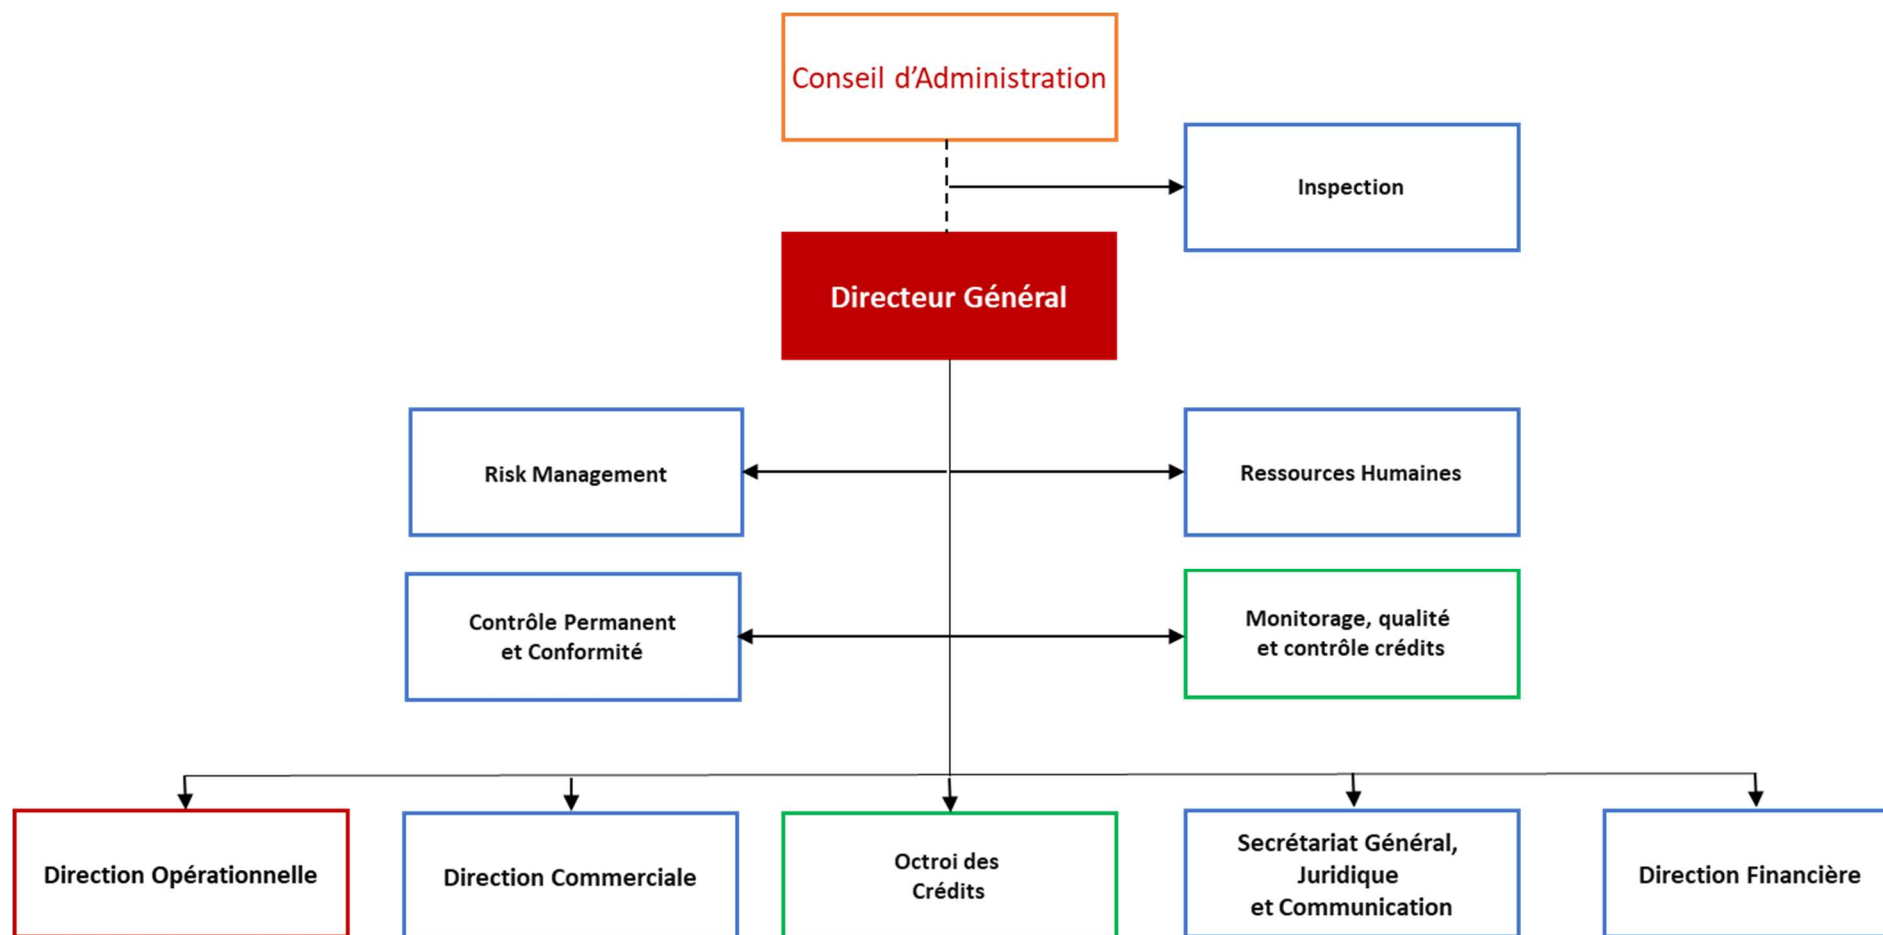 Conseil d’Administration
Inspection
Directeur Général
Risk Management
Ressources Humaines
Contrôle Permanent
et Conformité
Monitorage, qualité
et contrôle crédits
Direction Opérationnelle
Direction Commerciale
Octroi des
Crédits
Secrétariat Général,
Juridique
et Communication
Direction Financière